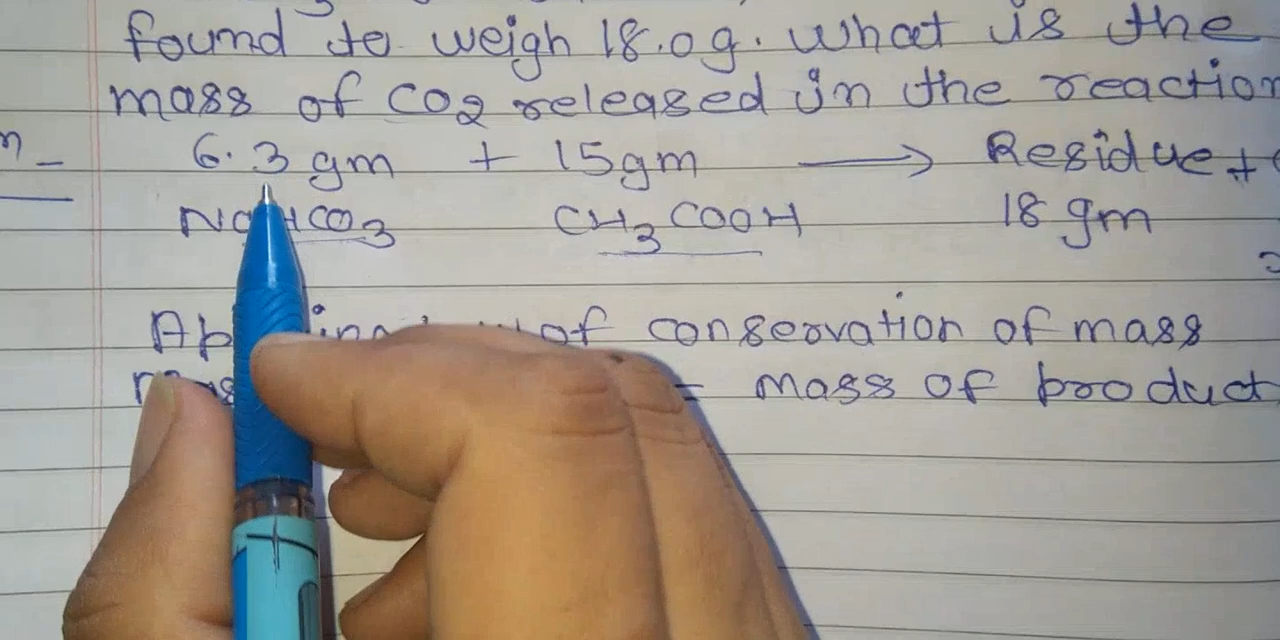 found to weigh 18.0g. what is the
mass of CO2 released in the reaction
6.3 gm + 15gm → Residue +
NaHCO3 CH3COOH 18 gm
of conservation of mass
= mass of product